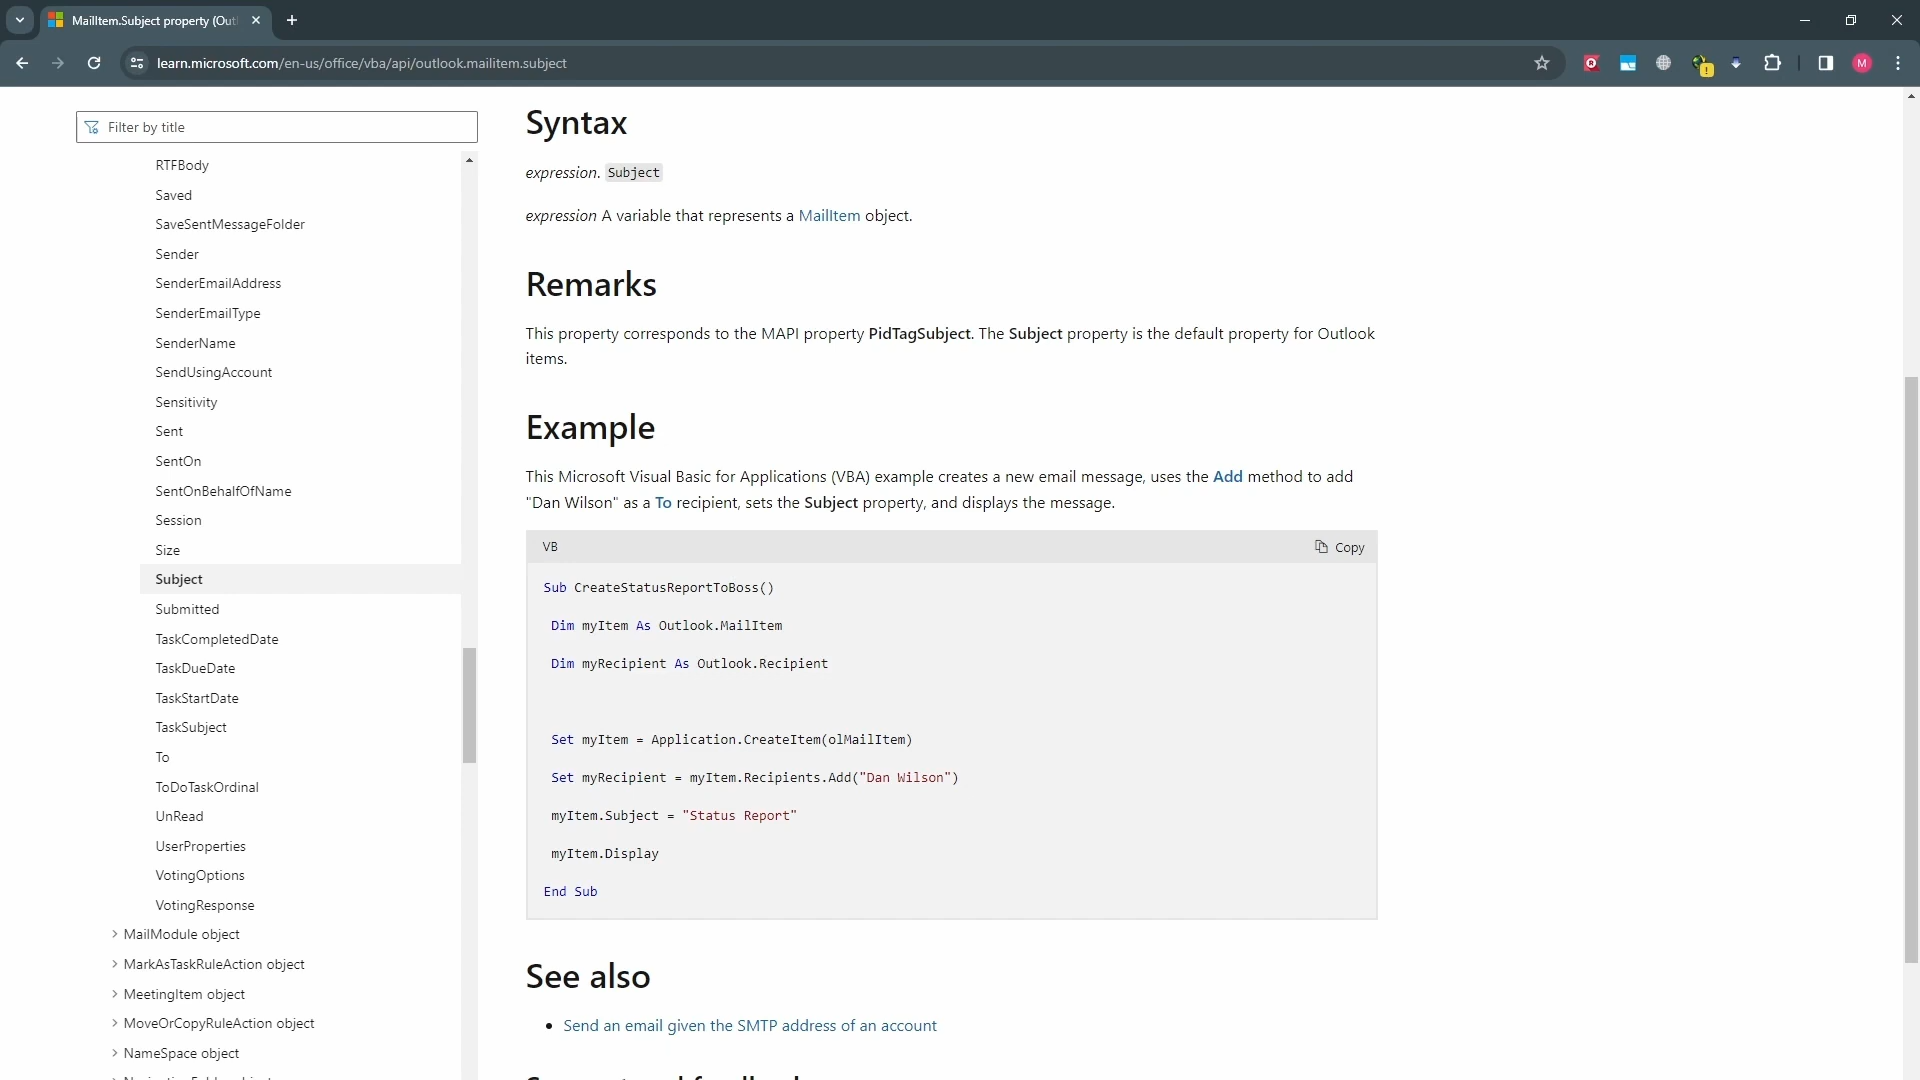 MailItem.Subject property (Out
learn.microsoft.com/en-us/office/vba/api/outlook.mailitem.subject
M
Filter by title
RTFBody
Saved
SaveSentMessageFolder
Sender
SenderEmailAddress
SenderEmailType
SenderName
SendUsingAccount
Sensitivity
Sent
SentOn
SentOnBehalfOfName
Session
Size
Subject
Submitted
TaskCompletedDate
TaskDueDate
TaskStartDate
TaskSubject
To
ToDoTaskOrdinal
UnRead
UserProperties
VotingOptions
VotingResponse
MailModule object
MarkAsTaskRuleAction object
MeetingItem object
MoveOrCopyRuleAction object
NameSpace object
Syntax
expression. Subject
expression A variable that represents a MailItem object.
Remarks
This property corresponds to the MAPI property PidTagSubject. The Subject property is the default property for Outlook
items.
Example
This Microsoft Visual Basic for Applications (VBA) example creates a new email message, uses the Add method to add
"Dan Wilson" as a To recipient, sets the Subject property, and displays the message.
VB
Copy
Sub CreateStatusReportToBoss()
Dim myItem As Outlook.MailItem
Dim myRecipient As Outlook.Recipient
Set myItem = Application.CreateItem(olMailItem)
Set myRecipient = myItem.Recipients.Add("Dan Wilson")
myItem.Subject = "Status Report"
myItem.Display
End Sub
See also
Send an email given the SMTP address of an account